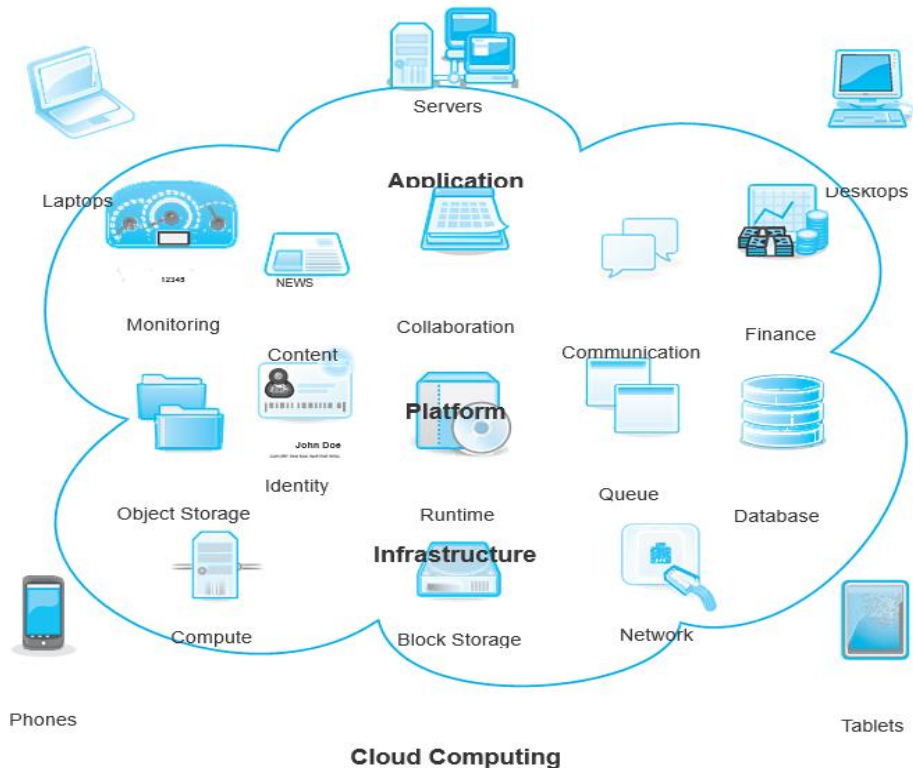 Servers
Application
Laptops
Desktops
12345
NEWS
Monitoring
Collaboration
Finance
Content
Communication
Platform
John Doe
Identity
Queue
Object Storage
Runtime
Database
Infrastructure
Compute
Block Storage
Network
Phones
Tablets
Cloud Computing